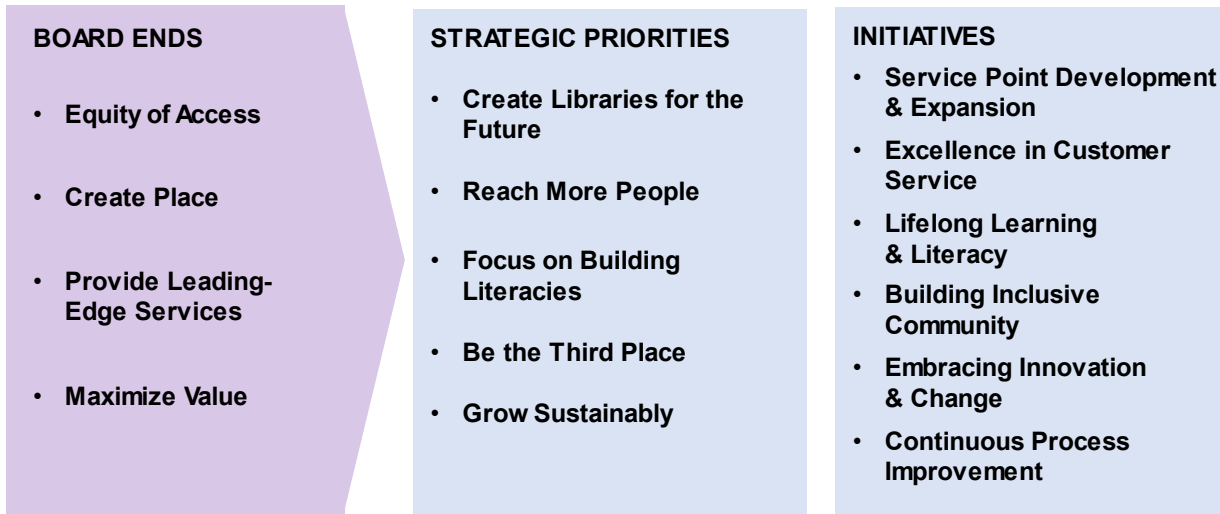 BOARD ENDS
• Equity of Access
• Create Place
• Provide Leading-
Edge Services
• Maximize Value
STRATEGIC PRIORITIES
• Create Libraries for the
Future
• Reach More People
• Focus on Building
Literacies
• Be the Third Place
• Grow Sustainably
INITIATIVES
• Service Point Development
& Expansion
• Excellence in Customer
Service
• Lifelong Learning
& Literacy
• Building Inclusive
Community
• Embracing Innovation
& Change
• Continuous Process
Improvement